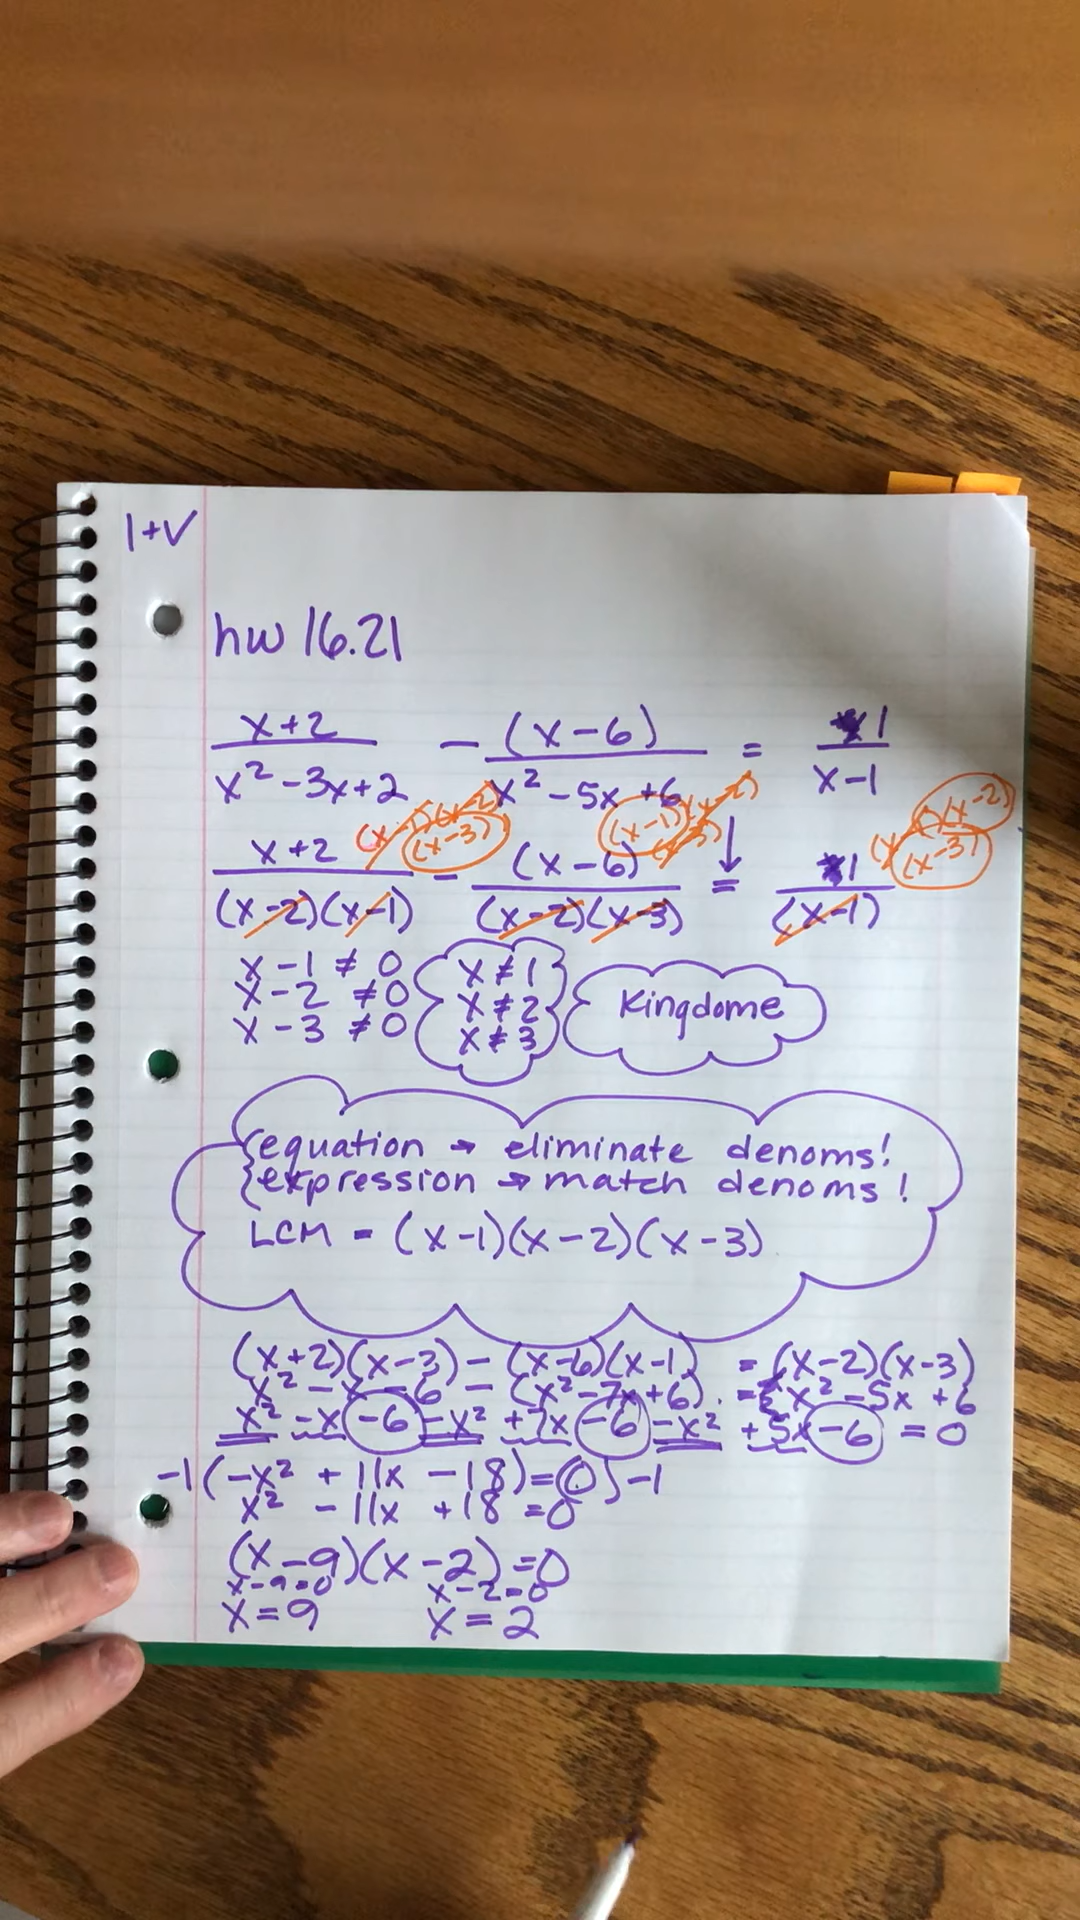 1+√
hw 16.21
x+2 / x² -3x+2 - (x-6) / x² -5x +6 = 1 / x-1
x+2 / (x-2)(x-1) (x-1)(x-2)(x-3) - (x-6) / (x-2)(x-3) (x-1)(x-2)(x-3) ↓ = 1 / (x-1) (x-1)(x-2)(x-3)
x -1 ≠ 0 x≠1
x -2 ≠0 x≠2 Kingdome
x -3 ≠0 x≠3
{equation → eliminate denoms!
{expression → match denoms!
LCM = (x-1)(x-2)(x-3)
(x+2)(x-3) - (x-6)(x-1) = (x-2)(x-3)
x² -x -6 - (x²-7x+6). = x² -5x +6
x² -x -6 -x² +7x -6 -x² +5x -6 = 0
-1(-x² +11x -18)=(0)-1
x² -11x +18 =0
(x-9)(x-2)=0
x-9=0 x-2=0
x=9 x=2